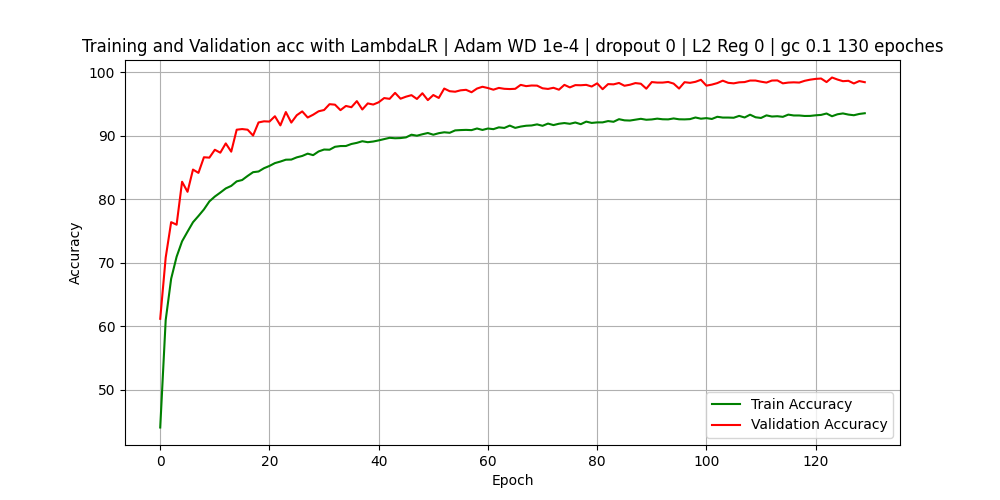 Training and Validation acc with LambdaLR | Adam WD 1e-4 | dropout 0 | L2 Reg 0 | gc 0.1 130 epoches
100
90
80
70
60
50
Accuracy
0 20 40 60 80 100 120
Epoch
Train Accuracy
Validation Accuracy